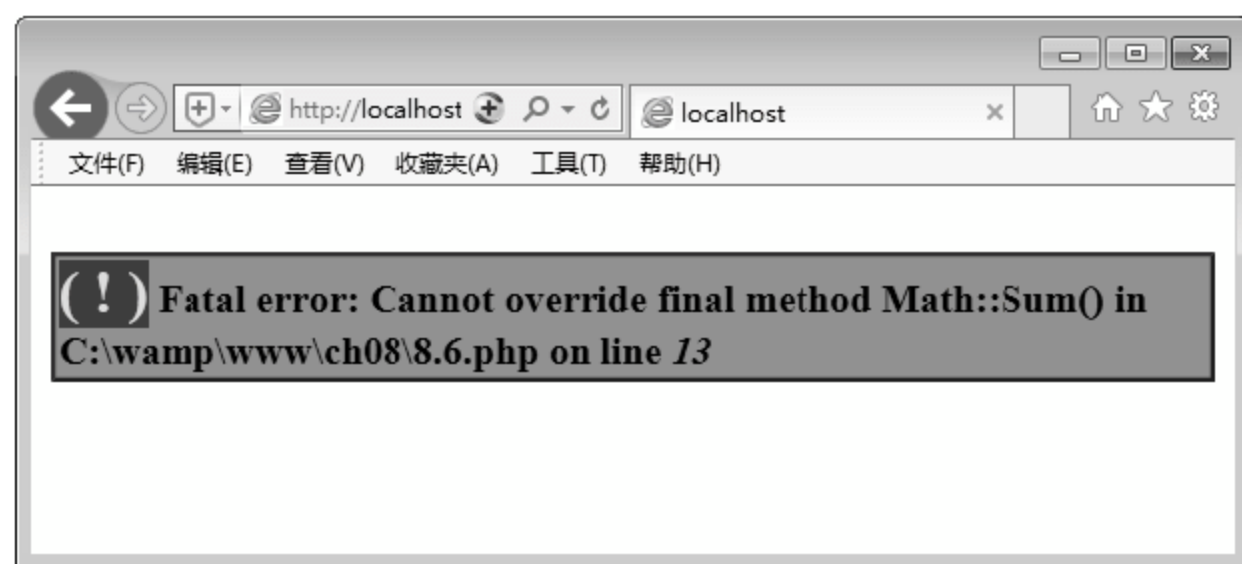 http://localhost
localhost
文件(F) 编辑(E) 查看(V) 收藏夹(A) 工具(T) 帮助(H)
( ! ) Fatal error: Cannot override final method Math::Sum() in
C:\wamp\www\ch08\8.6.php on line 13